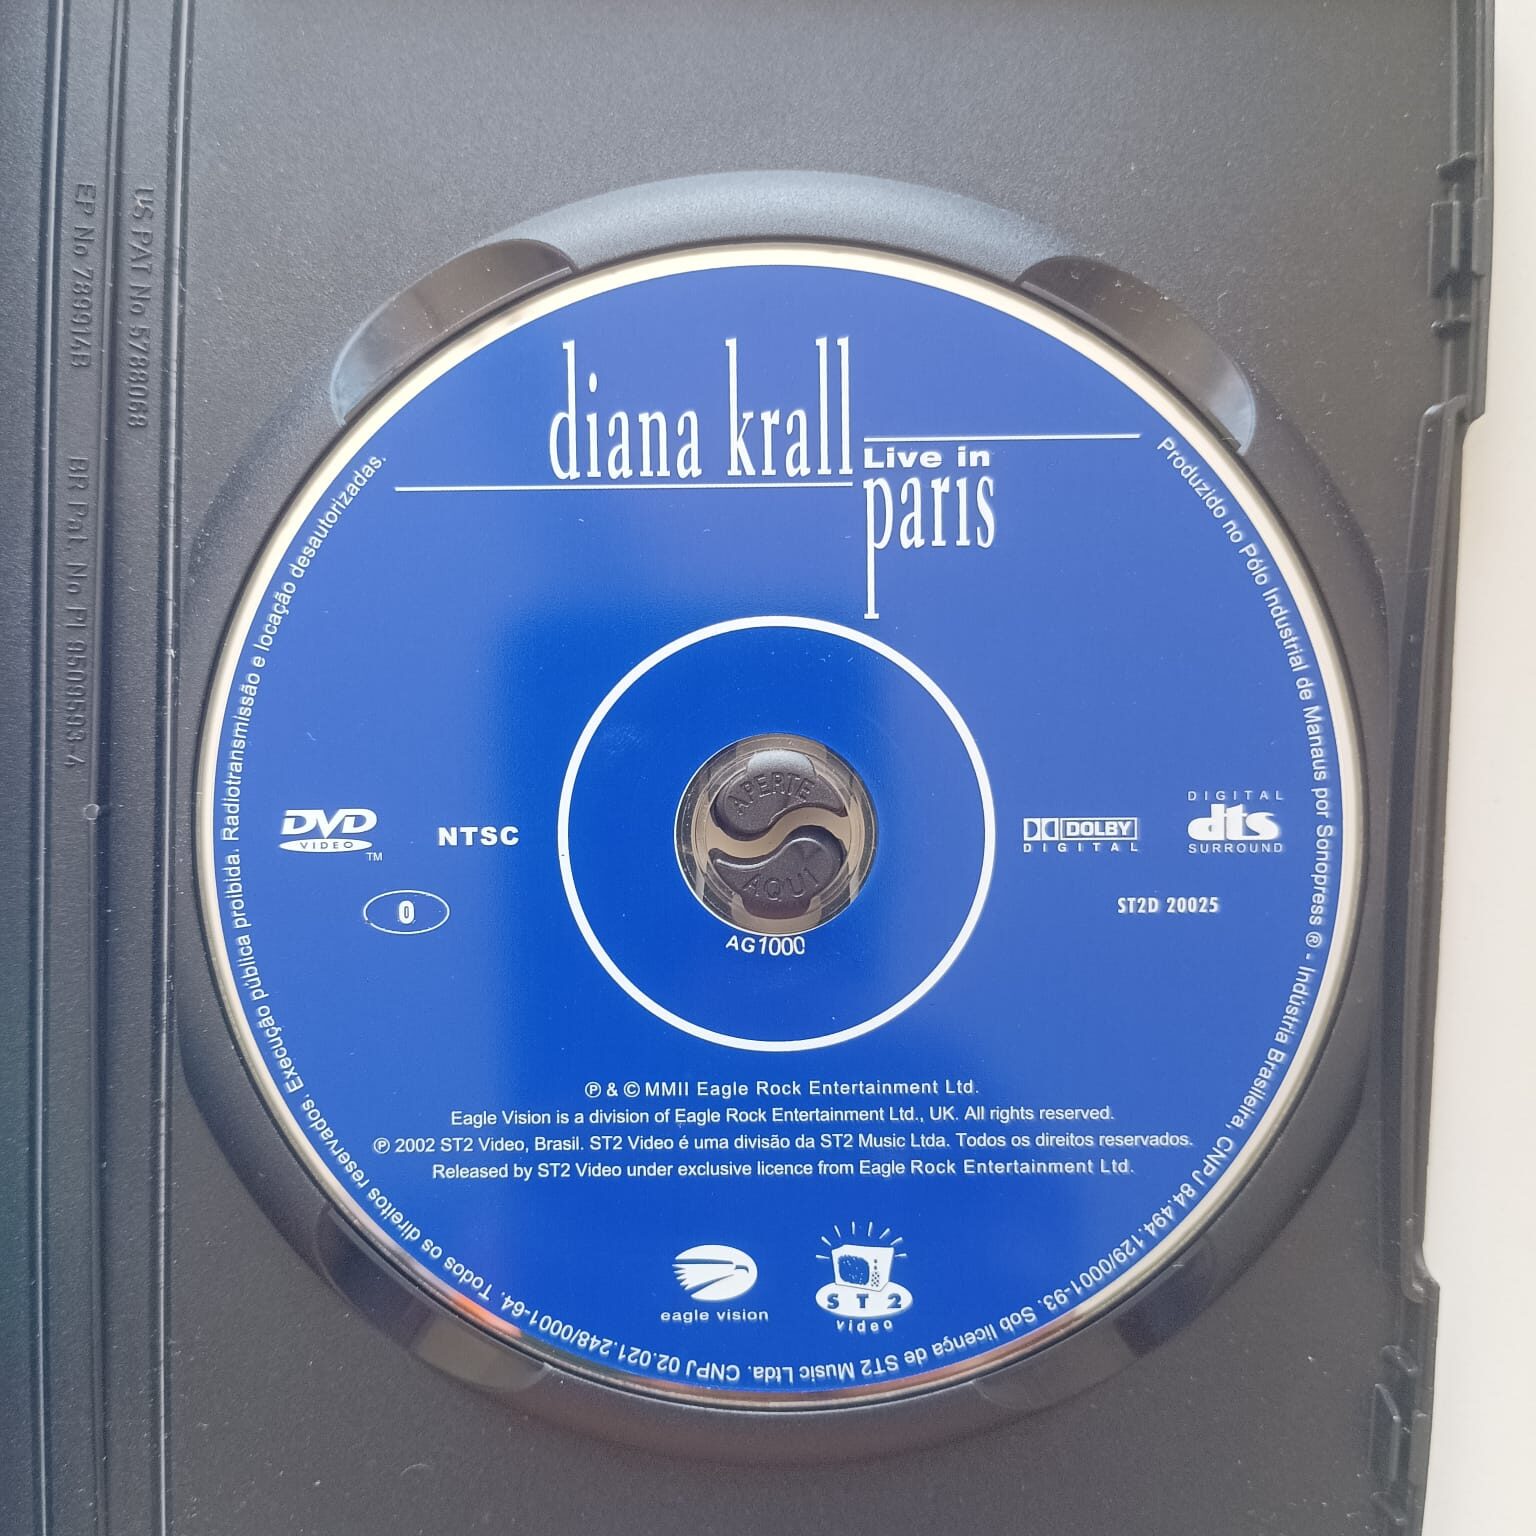 diana krall
Live in
paris
DVD
VIDEO
TM
NTSC
0
DOLBY
DIGITAL
DIGITAL
dts
SURROUND
ST2D 20025
APERTE
AQUI
AG1000
℗ & © MMII Eagle Rock Entertainment Ltd.
Eagle Vision is a division of Eagle Rock Entertainment Ltd., UK. All rights reserved.
℗ 2002 ST2 Video, Brasil. ST2 Video é uma divisão da ST2 Music Ltda. Todos os direitos reservados.
Released by ST2 Video under exclusive licence from Eagle Rock Entertainment Ltd.
eagle vision
ST2
video
Produzido no Pólo Industrial de Manaus por Sonopress ® - Indústria Brasileira, CNPJ 84.494.129/0001-93. Sob licença de ST2 Music Ltda. CNPJ 02.021.248/0001-64. Todos os direitos reservados. Execução pública proibida. Radiotransmissão e locação desautorizadas.
US PAT No 5788068
EP No 789914B
BR Pat. No PI 9509593-4